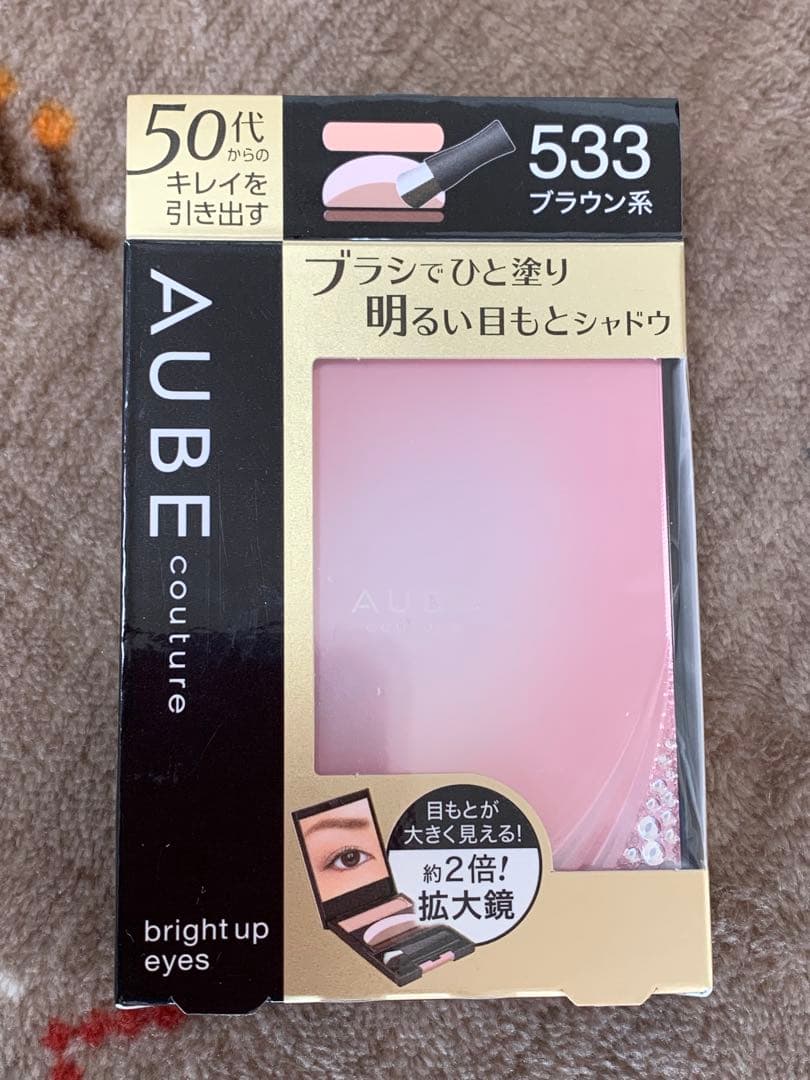 50代
からの
キレイを
引き出す
533
ブラウン系
ブラシでひと塗り
明るい目もとシャドウ
AUBE
couture
AUBE
couture
目もとが
大きく見える!
約2倍!
拡大鏡
bright up
eyes